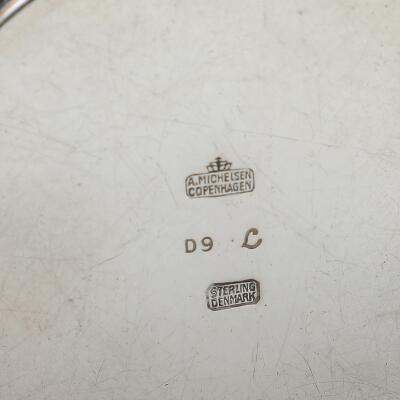 A.MICHELSEN
COPENHAGEN
D9 L
STERLING
DENMARK